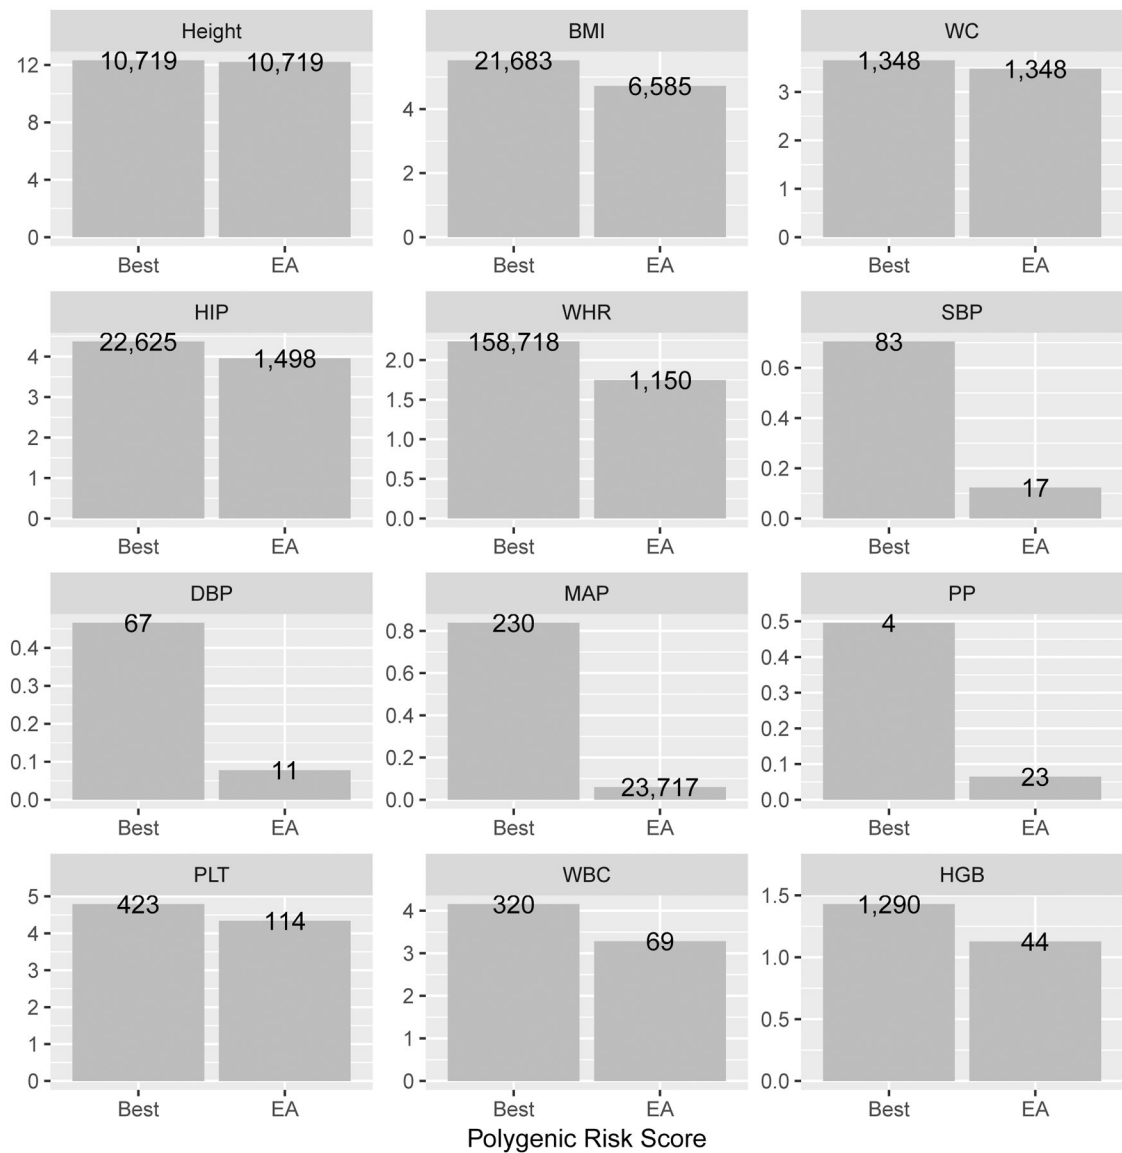 Height BMI WC
12 10,719 10,719 21,683 6,585 1,348 1,348
8 4 3
4 2 2
0 0 1
0
Best EA Best EA Best EA
HIP WHR SBP
4 22,625 1,498 2.0 158,718 1,150 0.6 83 17
3 1.5 0.4
2 1.0 0.2
1 0.5 0.0
0 0.0
Best EA Best EA Best EA
DBP MAP PP
0.4 67 11 0.8 230 23,717 0.5 4 23
0.3 0.6 0.4
0.2 0.4 0.3
0.1 0.2 0.2
0.0 0.0 0.1
0.0
Best EA Best EA Best EA
PLT WBC HGB
5 423 114 4 320 69 1.5 1,290 44
4 3 1.0
3 2 0.5
2 1 0.0
1 0
0
Best EA Best EA Best EA
Polygenic Risk Score